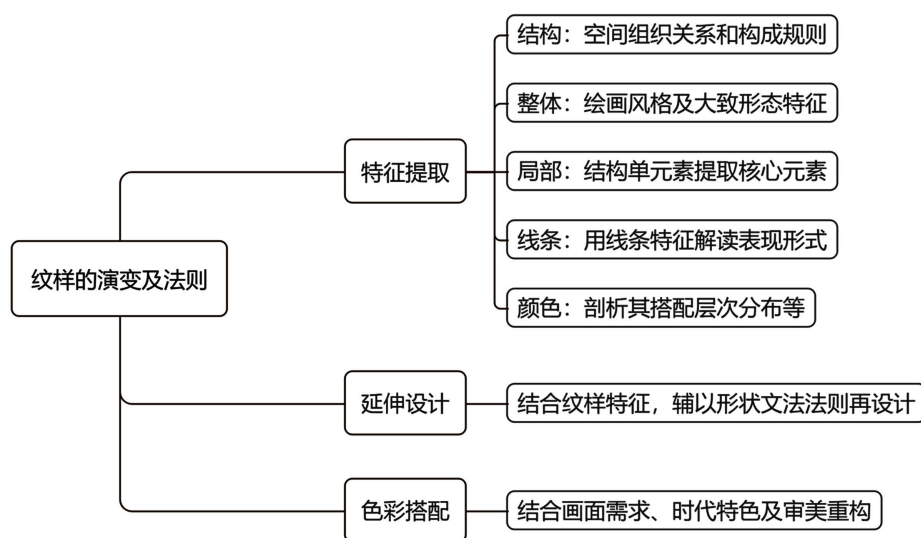 纹样的演变及法则
特征提取
结构：空间组织关系和构成规则
整体：绘画风格及大致形态特征
局部：结构单元素提取核心元素
线条：用线条特征解读表现形式
颜色：剖析其搭配层次分布等
延伸设计
结合纹样特征，辅以形状文法法则再设计
色彩搭配
结合画面需求、时代特色及审美重构